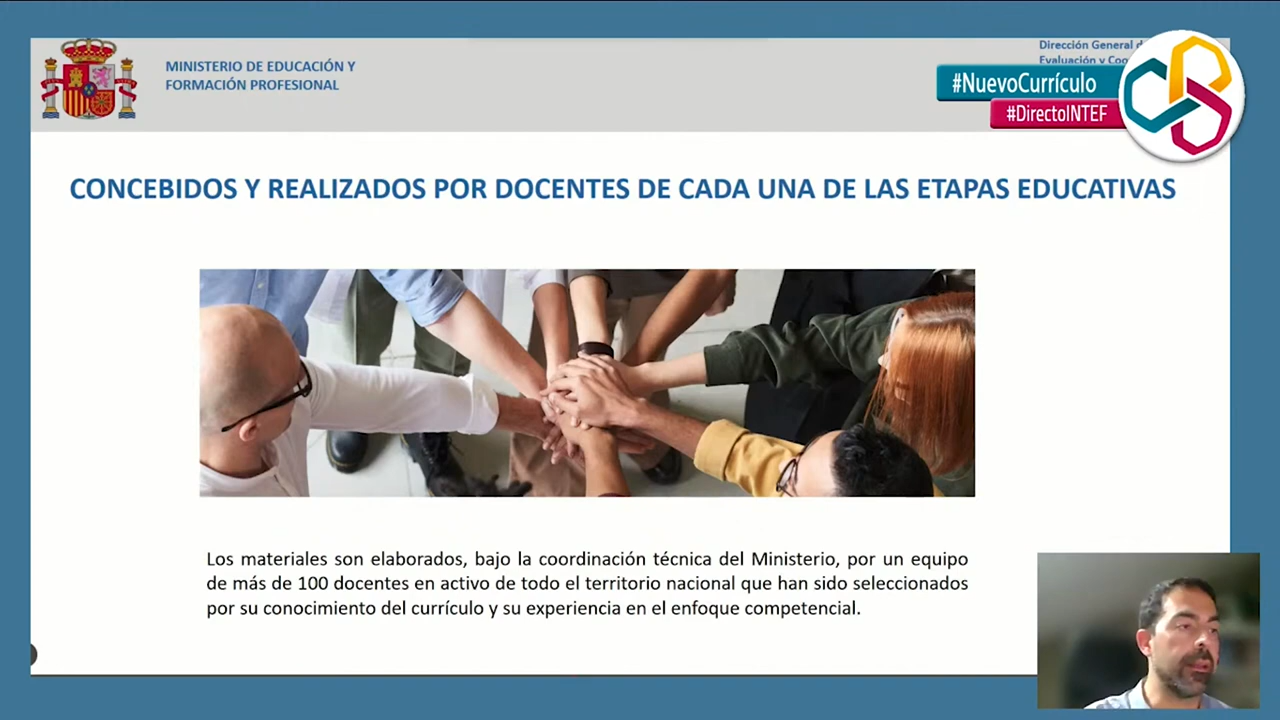 MINISTERIO DE EDUCACIÓN Y
FORMACIÓN PROFESIONAL
Dirección General
Evaluación y
#NuevoCurrículo
#DirectoINTEF
CONCEBIDOS Y REALIZADOS POR DOCENTES DE CADA UNA DE LAS ETAPAS EDUCATIVAS
Los materiales son elaborados, bajo la coordinación técnica del Ministerio, por un equipo
de más de 100 docentes en activo de todo el territorio nacional que han sido seleccionados
por su conocimiento del currículo y su experiencia en el enfoque competencial.